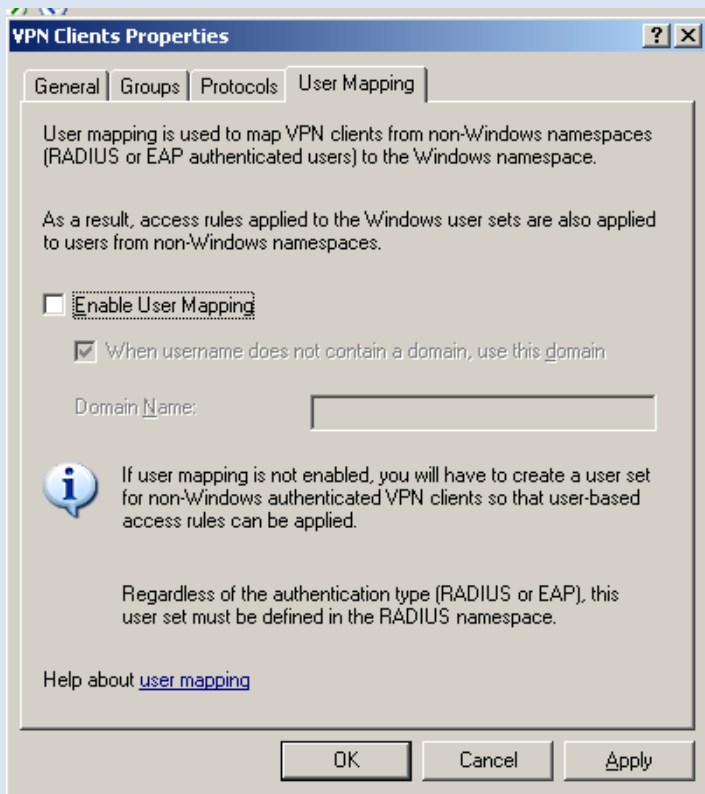 VPN Clients Properties
General Groups Protocols User Mapping
User mapping is used to map VPN clients from non-Windows namespaces
(RADIUS or EAP authenticated users) to the Windows namespace.
As a result, access rules applied to the Windows user sets are also applied
to users from non-Windows namespaces.
Enable User Mapping
When username does not contain a domain, use this domain
Domain Name:
If user mapping is not enabled, you will have to create a user set
for non-Windows authenticated VPN clients so that user-based
access rules can be applied.
Regardless of the authentication type (RADIUS or EAP), this
user set must be defined in the RADIUS namespace.
Help about user mapping
OK Cancel Apply